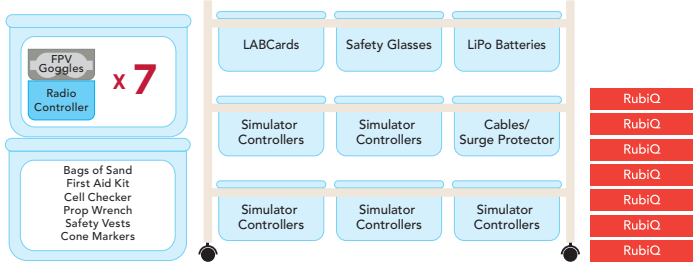 FPV
Goggles
Radio
Controller
x 7
Bags of Sand
First Aid Kit
Cell Checker
Prop Wrench
Safety Vests
Cone Markers
LABCards
Safety Glasses
LiPo Batteries
Simulator
Controllers
Simulator
Controllers
Cables/
Surge Protector
Simulator
Controllers
Simulator
Controllers
Simulator
Controllers
RubiQ
RubiQ
RubiQ
RubiQ
RubiQ
RubiQ
RubiQ